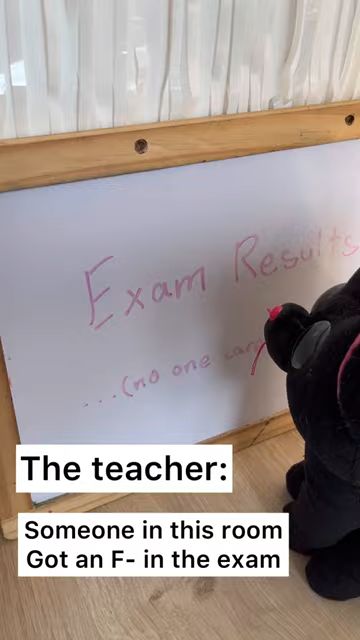 Exam Results
...(no one
The teacher:
Someone in this room
Got an F- in the exam